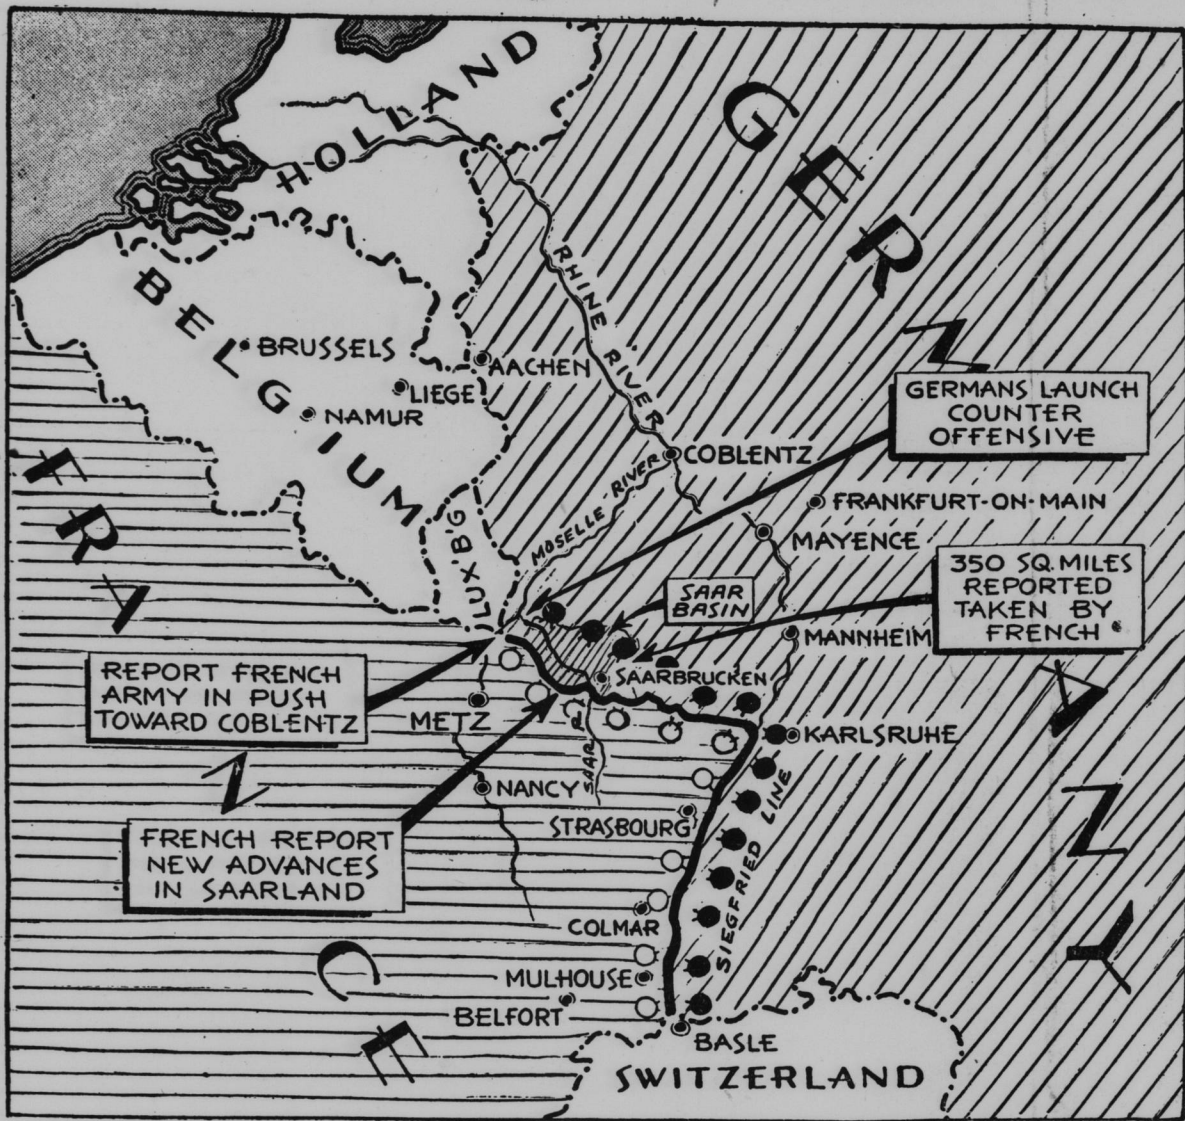 HOLLAND
GERMANY
BELGIUM
RHINE RIVER
BRUSSELS
AACHEN
LIEGE
NAMUR
GERMANS LAUNCH
COUNTER
OFFENSIVE
COBLENTZ
MOSELLE RIVER
FRANKFURT-ON-MAIN
MAYENCE
FRANCE
LUX'B'G
SAAR
BASIN
350 SQ. MILES
REPORTED
TAKEN BY
FRENCH
MANNHEIM
REPORT FRENCH
ARMY IN PUSH
TOWARD COBLENTZ
SAARBRUCKEN
METZ
SAAR R.
KARLSRUHE
NANCY
STRASBOURG
SIEGFRIED LINE
FRENCH REPORT
NEW ADVANCES
IN SAARLAND
COLMAR
MULHOUSE
BELFORT
BASLE
SWITZERLAND